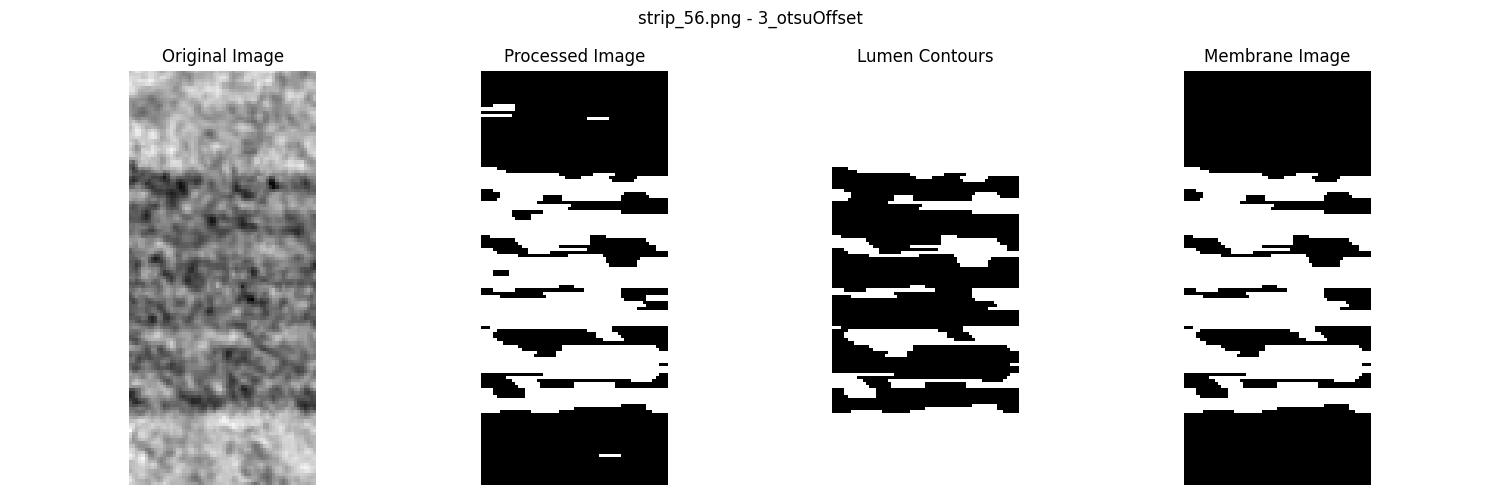 strip_56.png - 3_otsuOffset
Original Image
Processed Image
Lumen Contours
Membrane Image